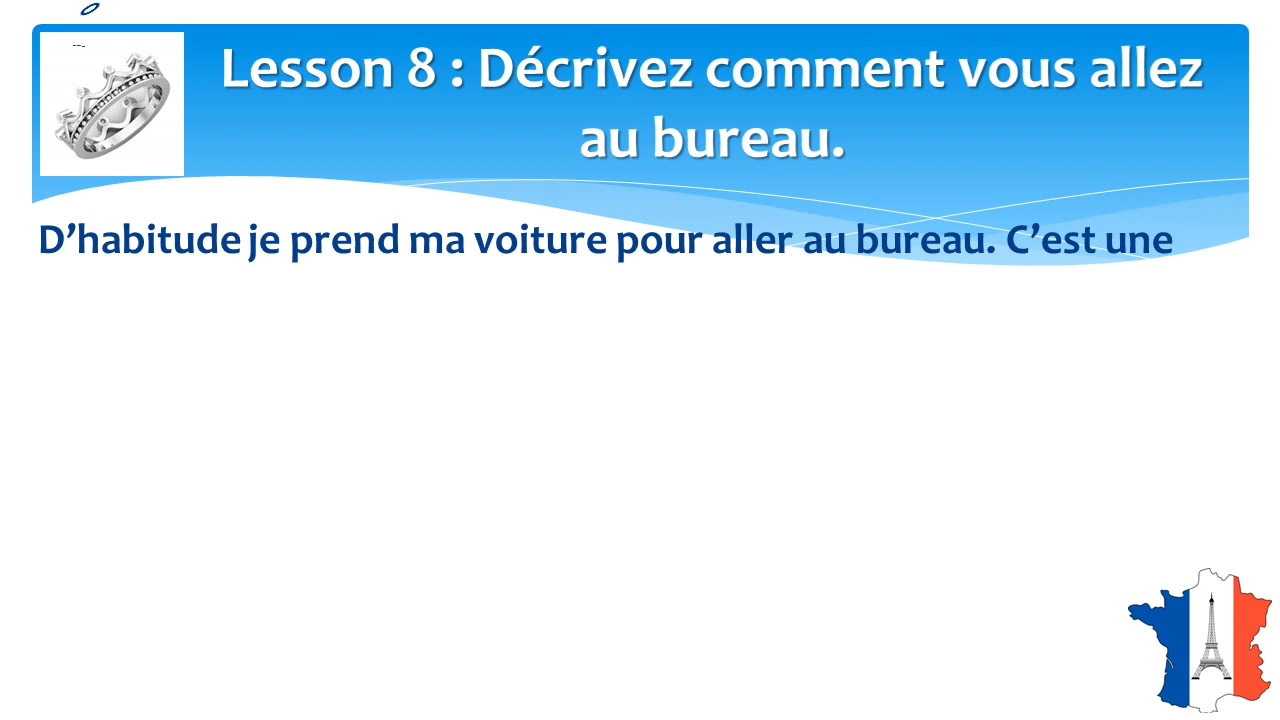 Lesson 8 : Décrivez comment vous allez
au bureau.
D’habitude je prend ma voiture pour aller au bureau. C’est une